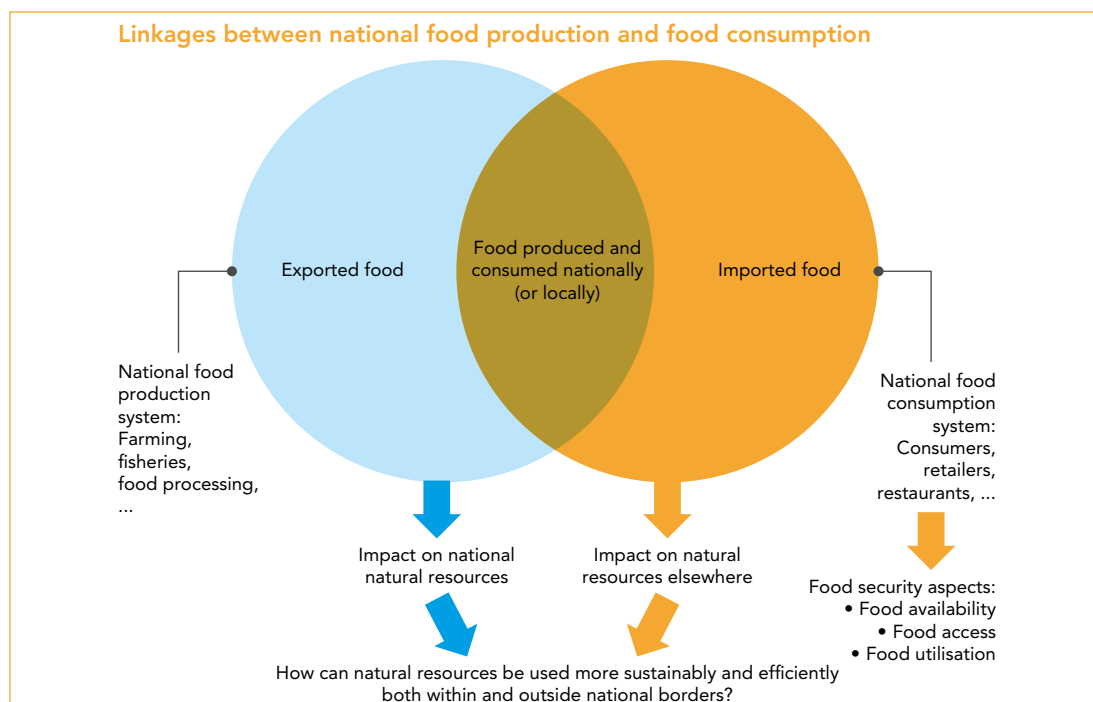 Linkages between national food production and food consumption
Exported food
Food produced and
consumed nationally
(or locally)
Imported food
National food
production
system:
Farming,
fisheries,
food processing,
...
National food
consumption
system:
Consumers,
retailers,
restaurants, ...
Impact on national
natural resources
Impact on natural
resources elsewhere
Food security aspects:
• Food availability
• Food access
• Food utilisation
How can natural resources be used more sustainably and efficiently
both within and outside national borders?